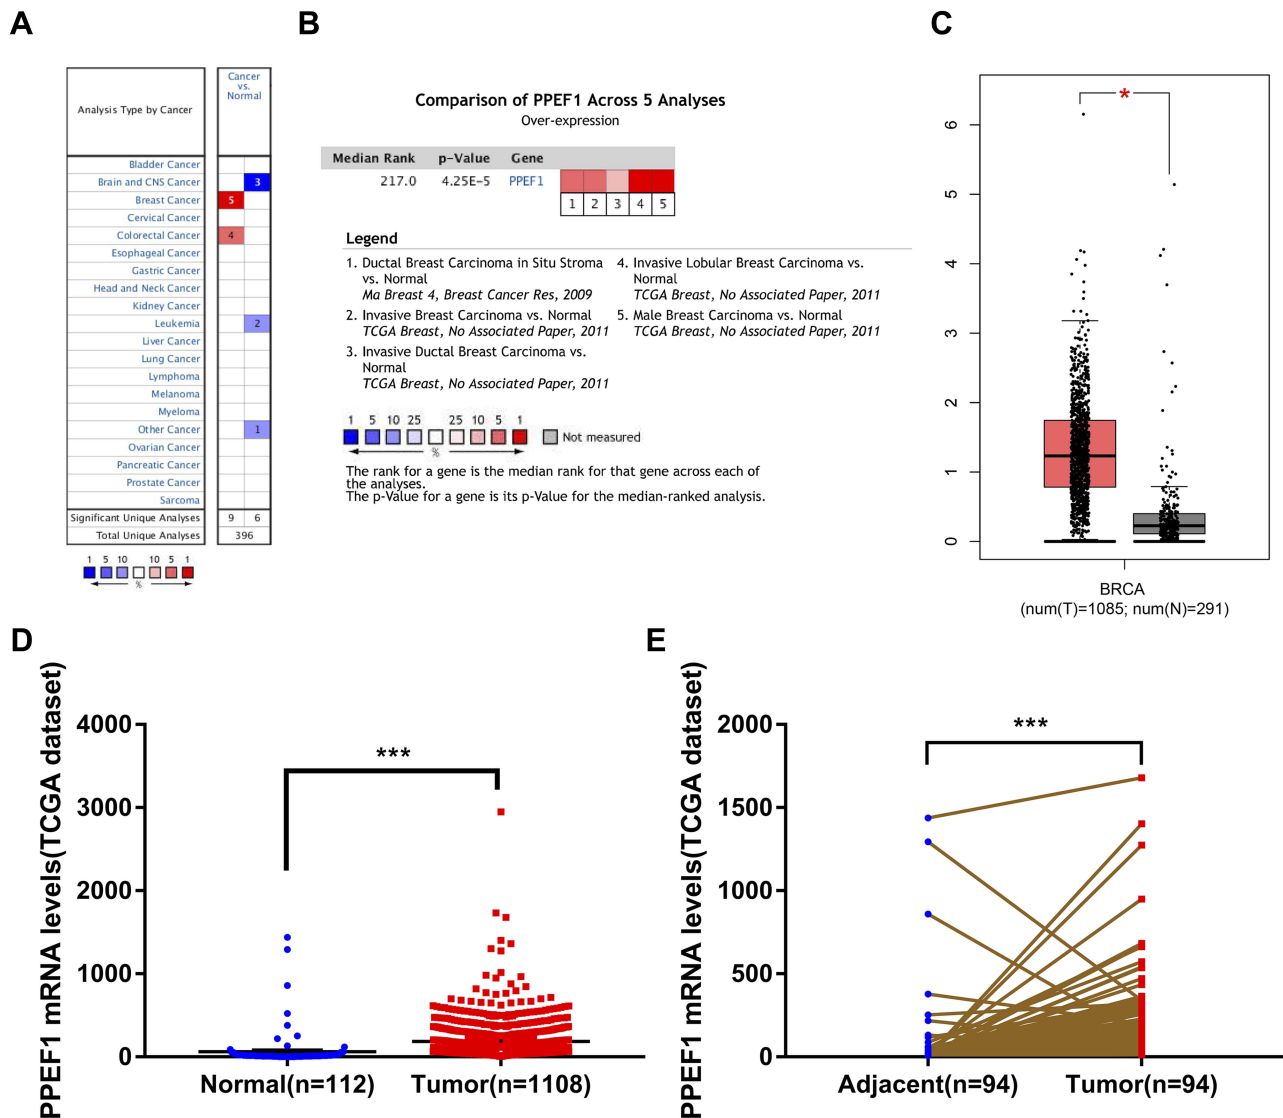 A
Analysis Type by Cancer
Cancer
vs.
Normal
Bladder Cancer
Brain and CNS Cancer 3
Breast Cancer 5
Cervical Cancer
Colorectal Cancer 4
Esophageal Cancer
Gastric Cancer
Head and Neck Cancer
Kidney Cancer
Leukemia 2
Liver Cancer
Lung Cancer
Lymphoma
Melanoma
Myeloma
Other Cancer 1
Ovarian Cancer
Pancreatic Cancer
Prostate Cancer
Sarcoma
Significant Unique Analyses 9 6
Total Unique Analyses 396
1 5 10 10 5 1
%
B
Comparison of PPEF1 Across 5 Analyses
Over-expression
Median Rank p-Value Gene
217.0 4.25E-5 PPEF1
1 2 3 4 5
Legend
1. Ductal Breast Carcinoma in Situ Stroma
vs. Normal
Ma Breast 4, Breast Cancer Res, 2009
2. Invasive Breast Carcinoma vs. Normal
TCGA Breast, No Associated Paper, 2011
3. Invasive Ductal Breast Carcinoma vs.
Normal
TCGA Breast, No Associated Paper, 2011
4. Invasive Lobular Breast Carcinoma vs.
Normal
TCGA Breast, No Associated Paper, 2011
5. Male Breast Carcinoma vs. Normal
TCGA Breast, No Associated Paper, 2011
1 5 10 25 25 10 5 1
Not measured
%
The rank for a gene is the median rank for that gene across each of
the analyses.
The p-Value for a gene is its p-Value for the median-ranked analysis.
C
*
6
5
4
3
2
1
0
BRCA
(num(T)=1085; num(N)=291)
D
PPEF1 mRNA levels(TCGA dataset)
4000
3000
2000
1000
0
***
Normal(n=112) Tumor(n=1108)
E
PPEF1 mRNA levels(TCGA dataset)
2000
1500
1000
500
0
***
Adjacent(n=94) Tumor(n=94)